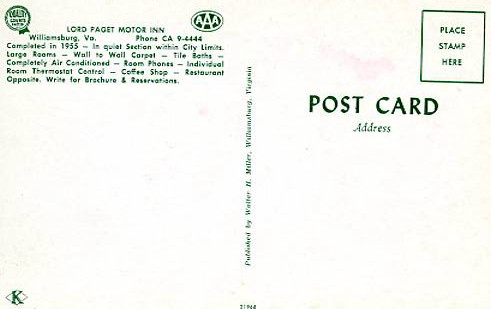 QUALITY COURTS
LORD PAGET MOTOR INN
AAA
Williamsburg, Va. Phone CA 9-4444
Completed in 1955 — In quiet Section within City Limits.
Large Rooms — Wall to Wall Carpet — Tile Baths —
Completely Air Conditioned — Room Phones — Individual
Room Thermostat Control — Coffee Shop — Restaurant
Opposite. Write for Brochure & Reservations.
PLACE
STAMP
HERE
POST CARD
Address
Published by Walter H. Miller, Williamsburg, Virginia
K
21968